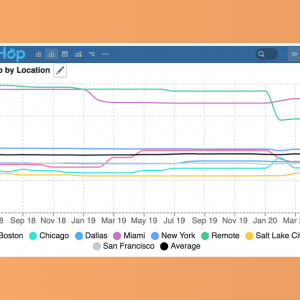 Hop
o by Location
8 Sep 18 Nov 18 Jan 19 Mar 19 May 19 Jul 19 Sep 19 Nov 19 Jan 20 Mar 2
Boston Chicago Dallas Miami New York Remote Salt Lake City
San Francisco Average